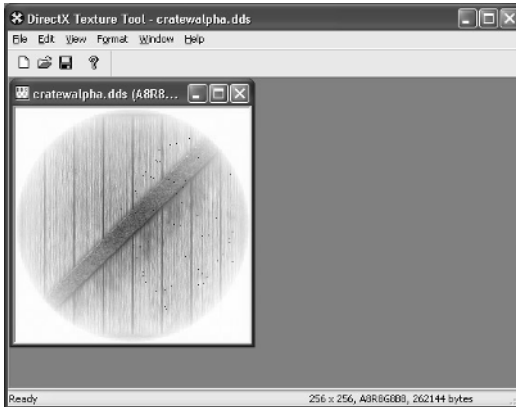 DirectX Texture Tool - cratewalpha.dds
File Edit View Format Window Help
cratewalpha.dds (A8R8...
Ready 256 x 256, A8R8G8B8, 262144 bytes